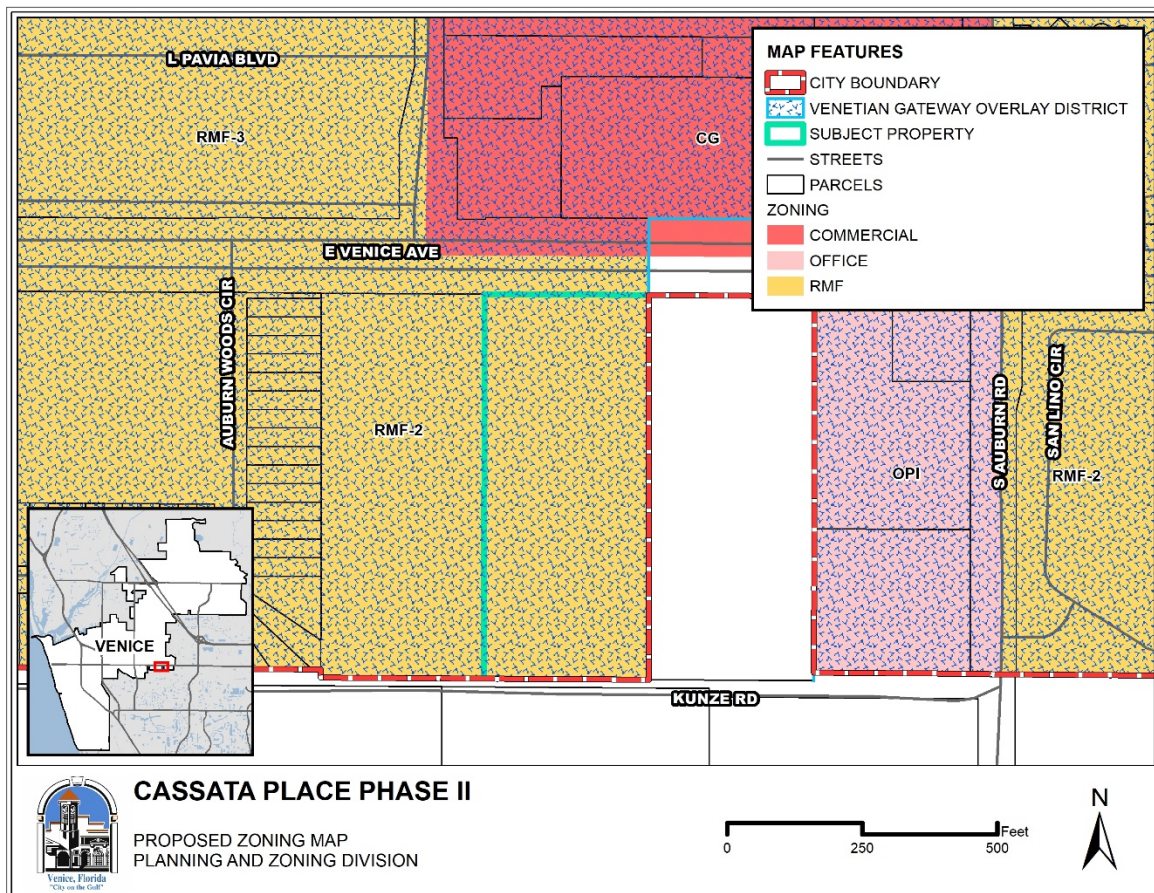 L PAVIA BLVD
RMF-3
CG
E VENICE AVE
AUBURN WOODS CIR
RMF-2
OPI
S AUBURN RD
SAN LINO CIR
RMF-2
KUNZE RD
VENICE
MAP FEATURES
CITY BOUNDARY
VENETIAN GATEWAY OVERLAY DISTRICT
SUBJECT PROPERTY
STREETS
PARCELS
ZONING
COMMERCIAL
OFFICE
RMF
Venice, Florida
"City on the Gulf"
CASSATA PLACE PHASE II
PROPOSED ZONING MAP
PLANNING AND ZONING DIVISION
Feet
0 250 500
N